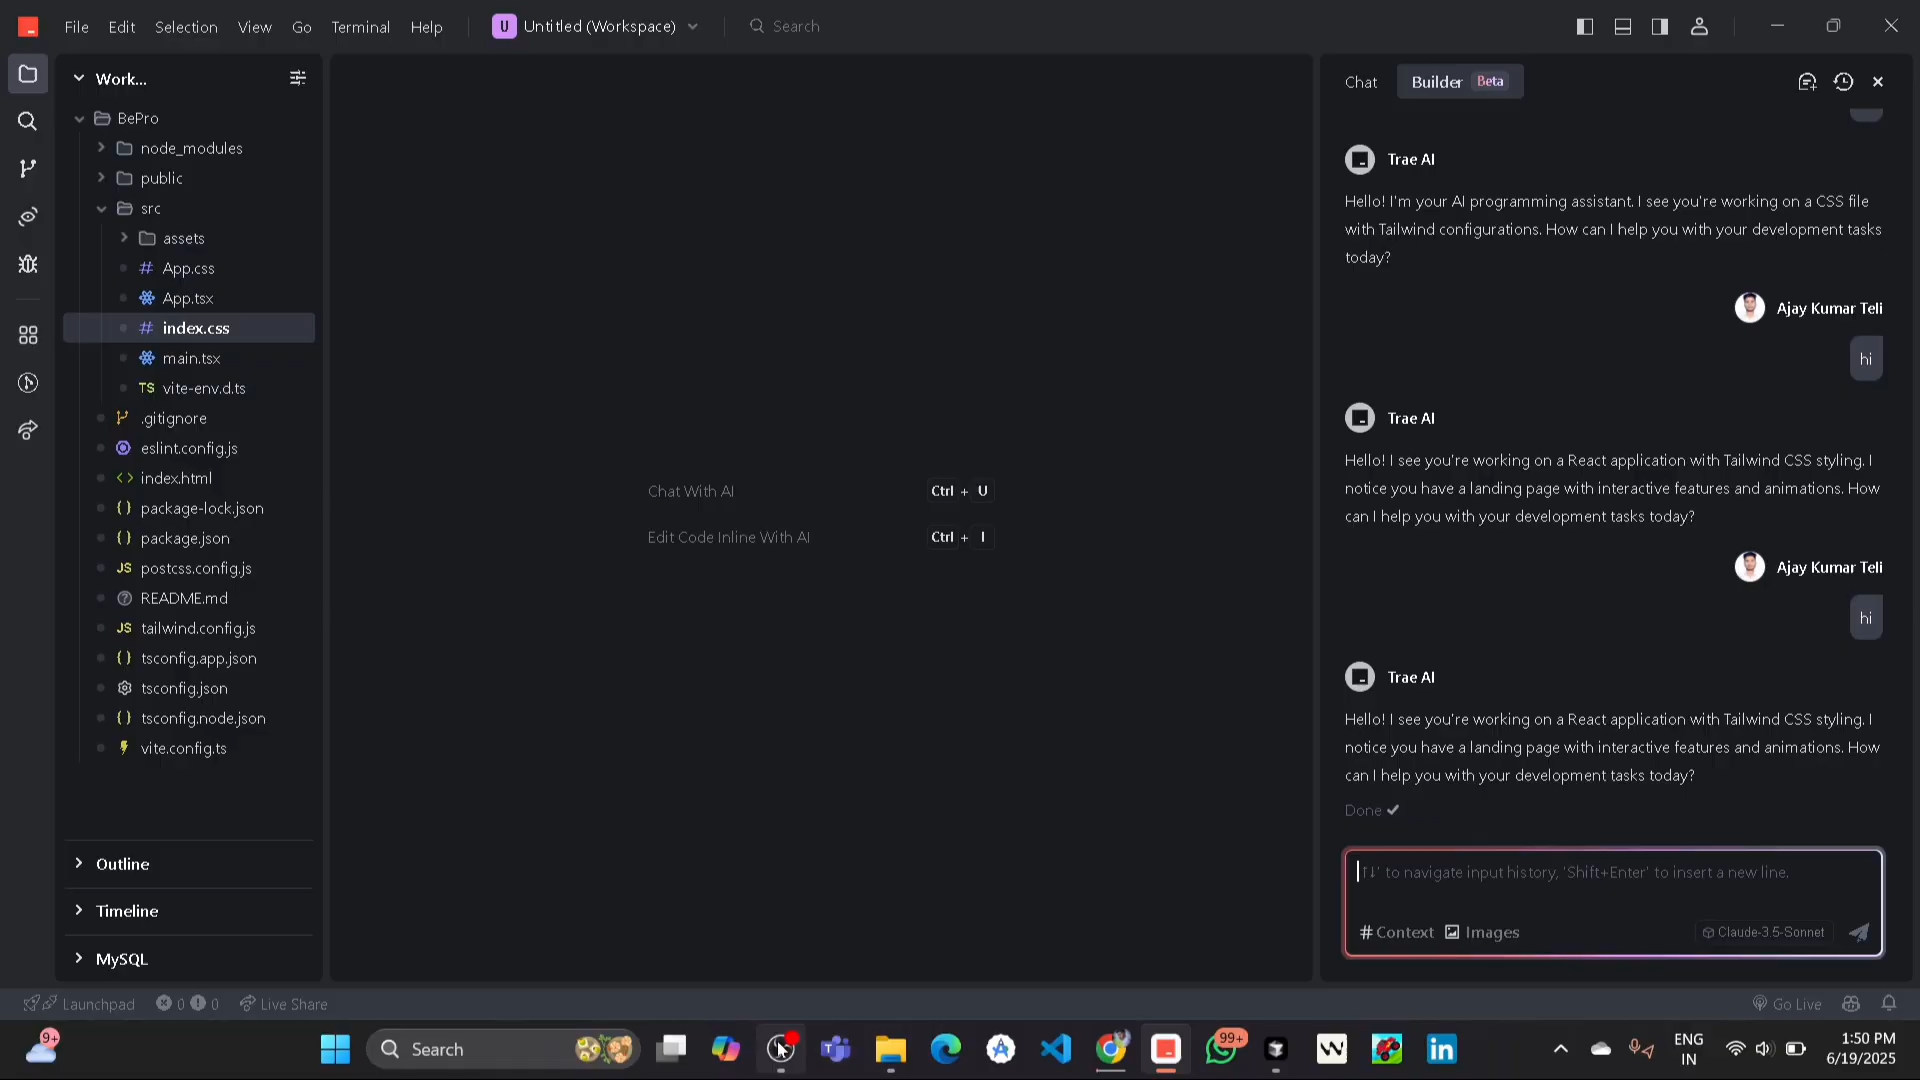 File Edit Selection View Go Terminal Help U Untitled (Workspace) Search
Work...
BePro
node_modules
public
src
assets
App.css
App.tsx
index.css
main.tsx
TS vite-env.d.ts
.gitignore
eslint.config.js
index.html
package-lock.json
package.json
JS postcss.config.js
README.md
JS tailwind.config.js
tsconfig.app.json
tsconfig.json
tsconfig.node.json
vite.config.ts
Outline
Timeline
MySQL
Chat With AI Ctrl + U
Edit Code Inline With AI Ctrl + I
Chat Builder Beta
Trae AI
Hello! I'm your AI programming assistant. I see you're working on a CSS file
with Tailwind configurations. How can I help you with your development tasks
today?
Ajay Kumar Teli
hi
Trae AI
Hello! I see you're working on a React application with Tailwind CSS styling. I
notice you have a landing page with interactive features and animations. How
can I help you with your development tasks today?
Ajay Kumar Teli
hi
Trae AI
Hello! I see you're working on a React application with Tailwind CSS styling. I
notice you have a landing page with interactive features and animations. How
can I help you with your development tasks today?
Done
'↑↓' to navigate input history, 'Shift+Enter' to insert a new line.
# Context Images Claude-3.5-Sonnet
Launchpad 0 0 Live Share Go Live
9+ Search 99+ ENG
IN
1:50 PM
6/19/2025